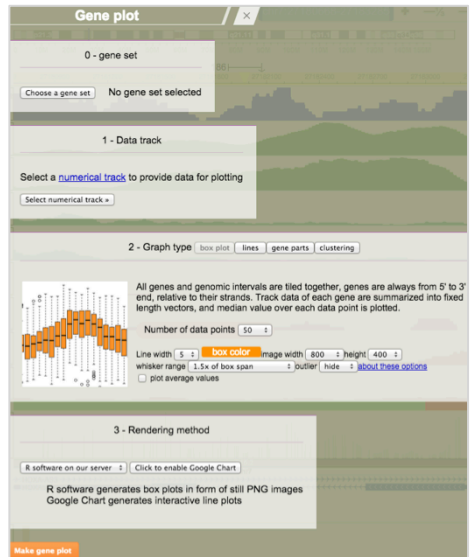 Gene plot
×
0 - gene set
Choose a gene set No gene set selected
1 - Data track
Select a numerical track to provide data for plotting
Select numerical track »
2 - Graph type box plot lines gene parts clustering
All genes and genomic intervals are tiled together, genes are always from 5' to 3'
end, relative to their strands. Track data of each gene are summarized into fixed
length vectors, and median value over each data point is plotted.
Number of data points 50
Line width 5 box color image width 800 height 400
whisker range 1.5x of box span outlier hide about these options
plot average values
3 - Rendering method
R software on our server Click to enable Google Chart
R software generates box plots in form of still PNG images
Google Chart generates interactive line plots
Make gene plot